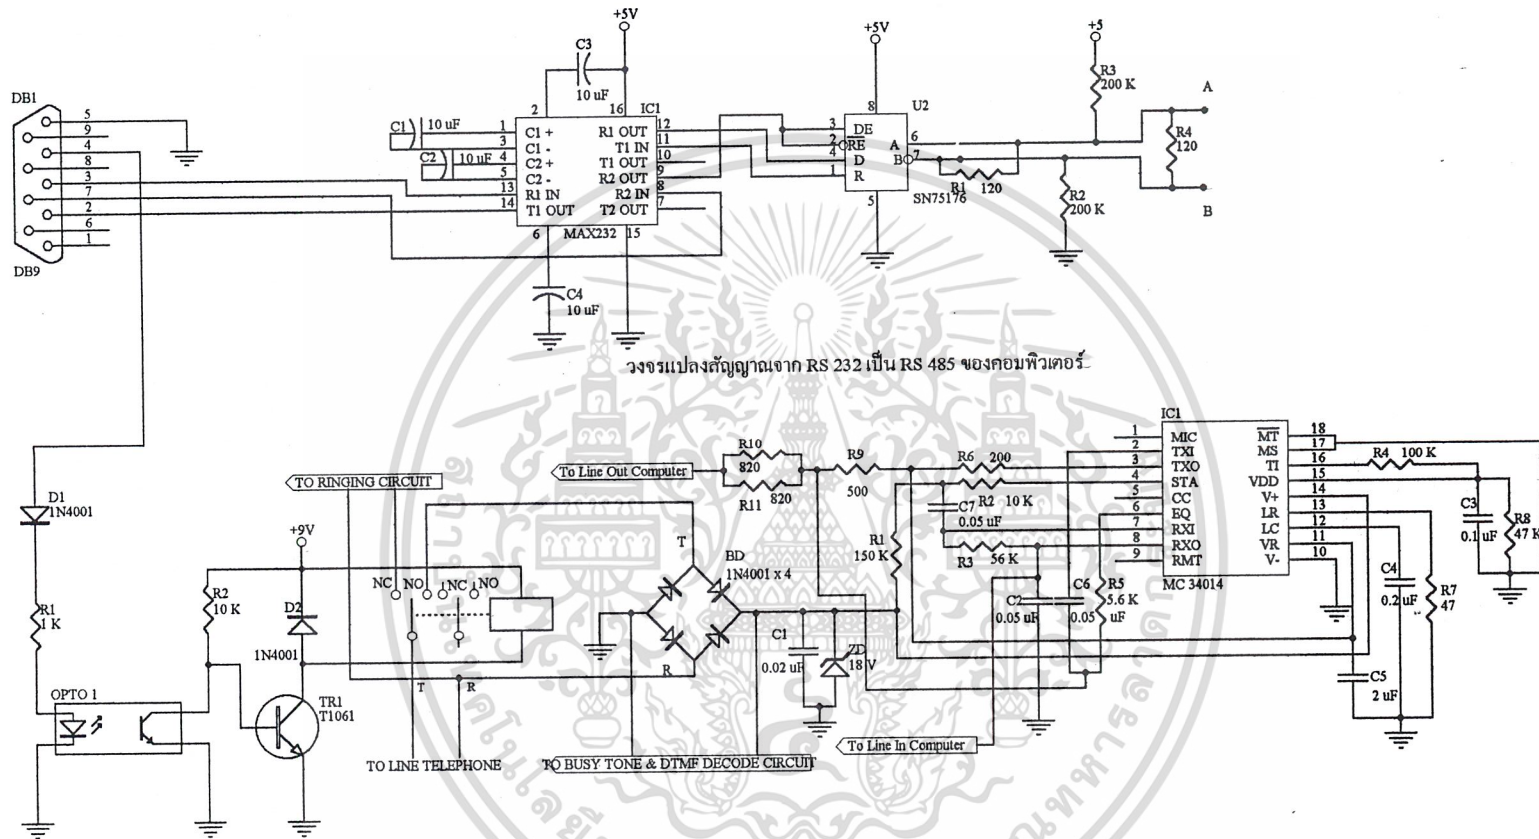 +5V
C3
10 uF
DB1
5
9
4
8
3
7
2
6
1
DB9
C1
10 uF
C2
10 uF
2
16
IC1
1
3
4
5
13
14
C1 +
C1 -
C2 +
C2 -
R1 IN
T1 OUT
R1 OUT
T1 IN
T1 OUT
R2 OUT
R2 IN
T2 OUT
12
11
10
9
8
7
6
MAX232
15
C4
10 uF
+5V
8
U2
3
2
4
1
DE
RE
D
R
A
B
6
7
5
SN75176
R1
120
+5
R3
200 K
R2
200 K
A
R4
120
B
วงจรแปลงสัญญาณจาก RS 232 เป็น RS 485 ของคอมพิวเตอร์
D1
1N4001
R1
1 K
OPTO 1
R2
10 K
+9V
D2
1N4001
TR1
T1061
TO RINGING CIRCUIT
NC
NO
NC
NO
T
R
TO LINE TELEPHONE
T
BD
1N4001 x 4
R
TO BUSY TONE & DTMF DECODE CIRCUIT
To Line Out Computer
R10
820
R11
820
R9
500
R6
200
R2
10 K
C7
0.05 uF
R1
150 K
R3
56 K
C1
0.02 uF
ZD
18 V
C2
0.05 uF
C6
0.05 uF
R5
5.6 K
To Line In Computer
IC1
1
2
3
4
5
6
7
8
9
MIC
TXI
TXO
STA
CC
EQ
RXI
RXO
RMT
MT
MS
TI
VDD
V+
LR
LC
VR
V-
18
17
16
15
14
13
12
11
10
MC 34014
R4
100 K
C3
0.1 uF
R8
47 K
C4
0.2 uF
R7
47
C5
2 uF